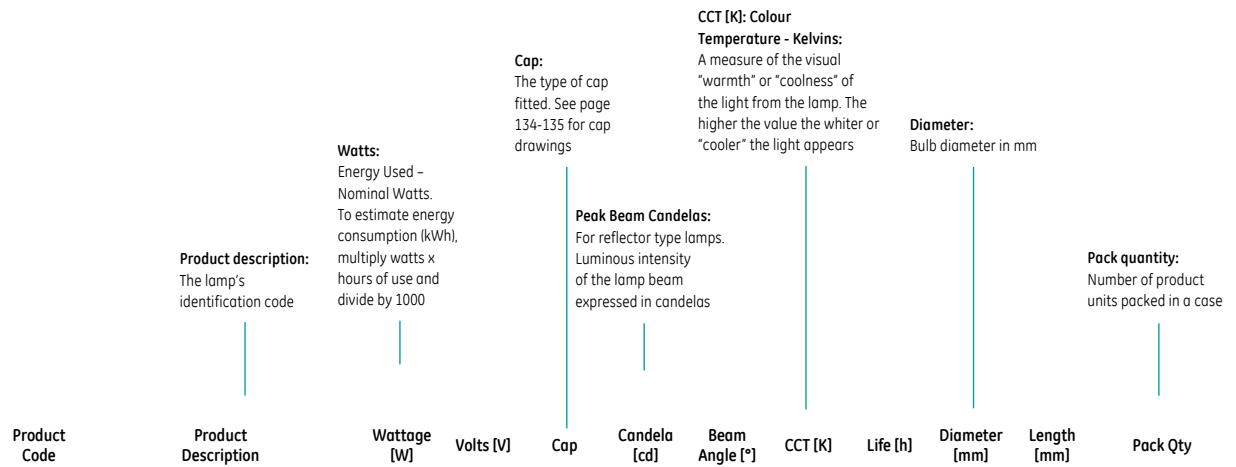 CCT [K]: Colour
Temperature - Kelvins:
A measure of the visual
“warmth” or “coolness” of
the light from the lamp. The
higher the value the whiter or
“cooler” the light appears
Cap:
The type of cap
fitted. See page
134-135 for cap
drawings
Diameter:
Bulb diameter in mm
Watts:
Energy Used –
Nominal Watts.
To estimate energy
consumption (kWh),
multiply watts x
hours of use and
divide by 1000
Peak Beam Candelas:
For reflector type lamps.
Luminous intensity
of the lamp beam
expressed in candelas
Product description:
The lamp’s
identification code
Pack quantity:
Number of product
units packed in a case
Product
Code
Product
Description
Wattage
[W]
Volts [V]
Cap
Candela
[cd]
Beam
Angle [°]
CCT [K]
Life [h]
Diameter
[mm]
Length
[mm]
Pack Qty